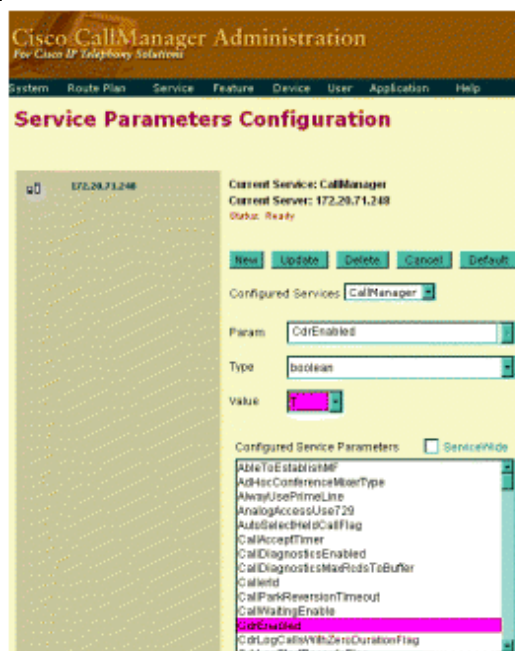 Cisco CallManager Administration
For Cisco IP Telephony Solutions
System Route Plan Service Feature Device User Application Help
Service Parameters Configuration
172.20.71.248
Current Service: CallManager
Current Server: 172.20.71.248
Status: Ready
New Update Delete Cancel Default
Configured Services CallManager
Param CdrEnabled
Type boolean
Value T
Configured Service Parameters ServiceWide
AbleToEstablishMF
AdHocConferenceMixerType
AlwayUsePrimeLine
AnalogAccessUse729
AutoSelectHeldCallFlag
CallAcceptTimer
CallDiagnosticsEnabled
CallDiagnosticsMaxRcdsToBuffer
CallerId
CallParkReversionTimeout
CallWaitingEnable
CdrEnabled
CdrLogCallsWithZeroDurationFlag